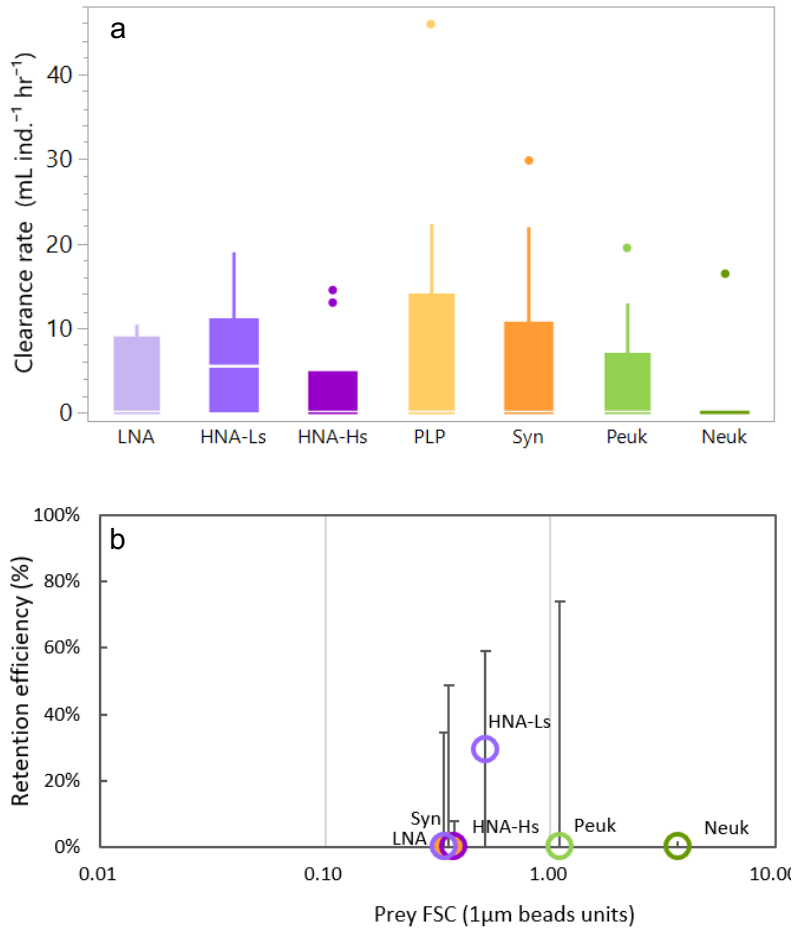 a
Clearance rate (mL ind.⁻¹ hr⁻¹)
40
30
20
10
0
LNA HNA-Ls HNA-Hs PLP Syn Peuk Neuk
b
Retention efficiency (%)
100%
80%
60%
40%
20%
0%
HNA-Ls
Syn
LNA
HNA-Hs
Peuk
Neuk
0.01 0.10 1.00 10.00
Prey FSC (1µm beads units)